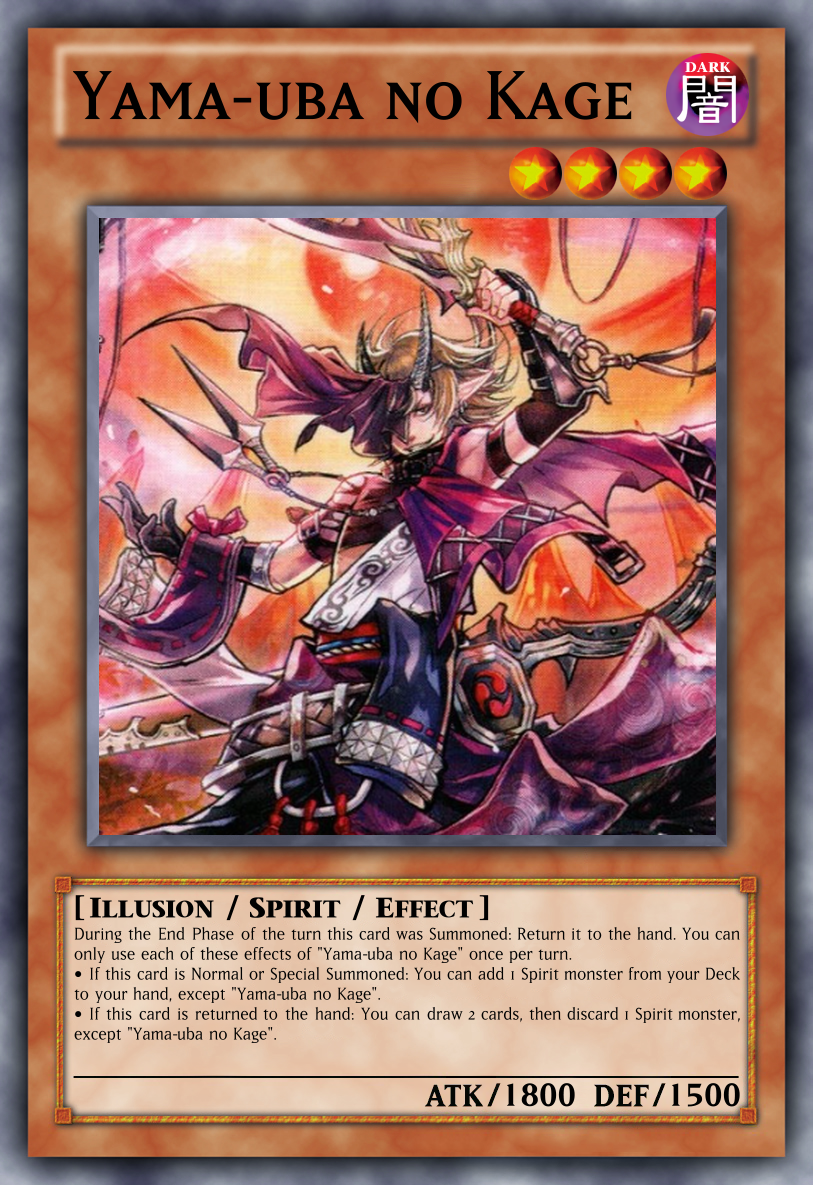 Yama-uba no Kage
DARK
闇
[ Illusion / Spirit / Effect ]
During the End Phase of the turn this card was Summoned: Return it to the hand. You can
only use each of these effects of "Yama-uba no Kage" once per turn.
• If this card is Normal or Special Summoned: You can add 1 Spirit monster from your Deck
to your hand, except "Yama-uba no Kage".
• If this card is returned to the hand: You can draw 2 cards, then discard 1 Spirit monster,
except "Yama-uba no Kage".
ATK/1800 DEF/1500